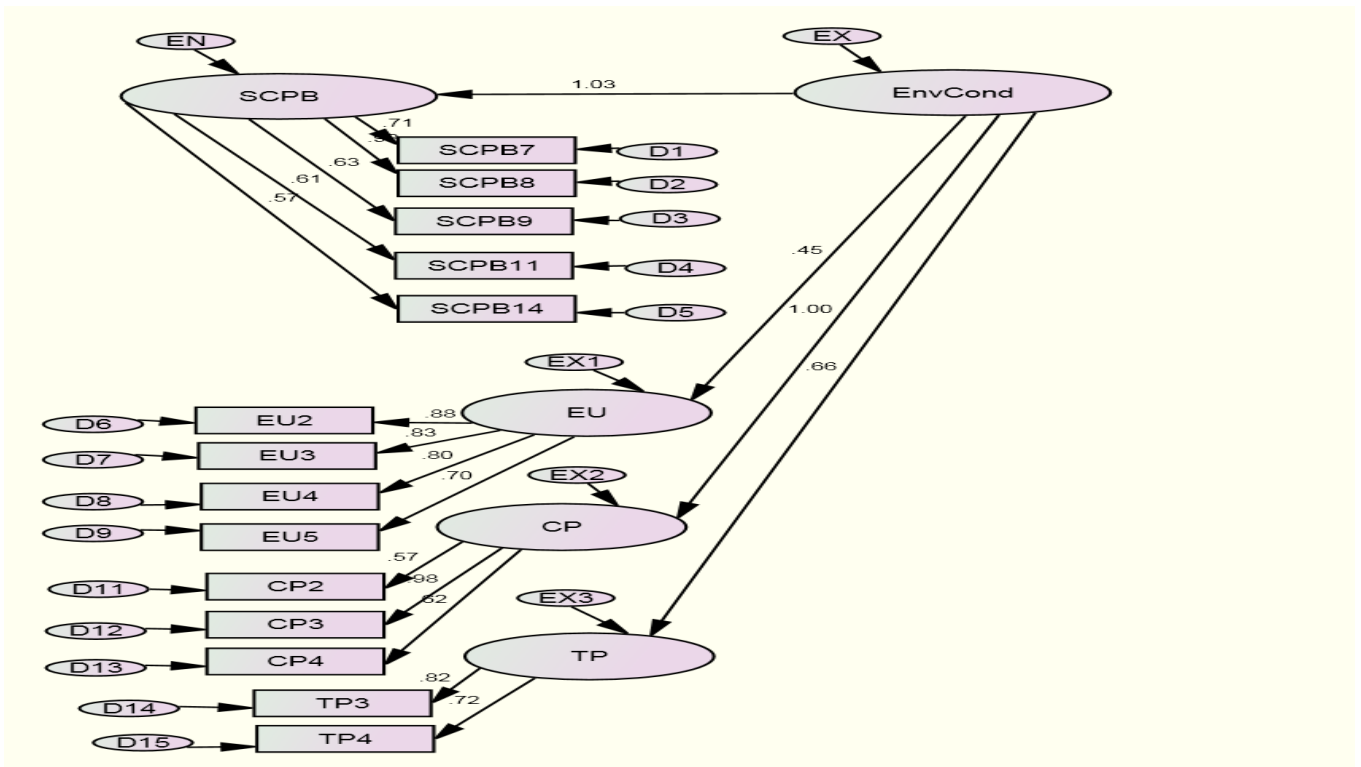 EN
EX
SCPB
1.03
EnvCond
.71
SCPB7
D1
.63
SCPB8
D2
.61
SCPB9
D3
.57
SCPB11
D4
.45
SCPB14
D5
1.00
EX1
.66
EU
.88
EU2
D6
.83
EU3
D7
.80
EU4
D8
.70
EX2
EU5
D9
CP
.57
CP2
D11
.98
.62
EX3
CP3
D12
CP4
D13
TP
.82
TP3
D14
.72
TP4
D15